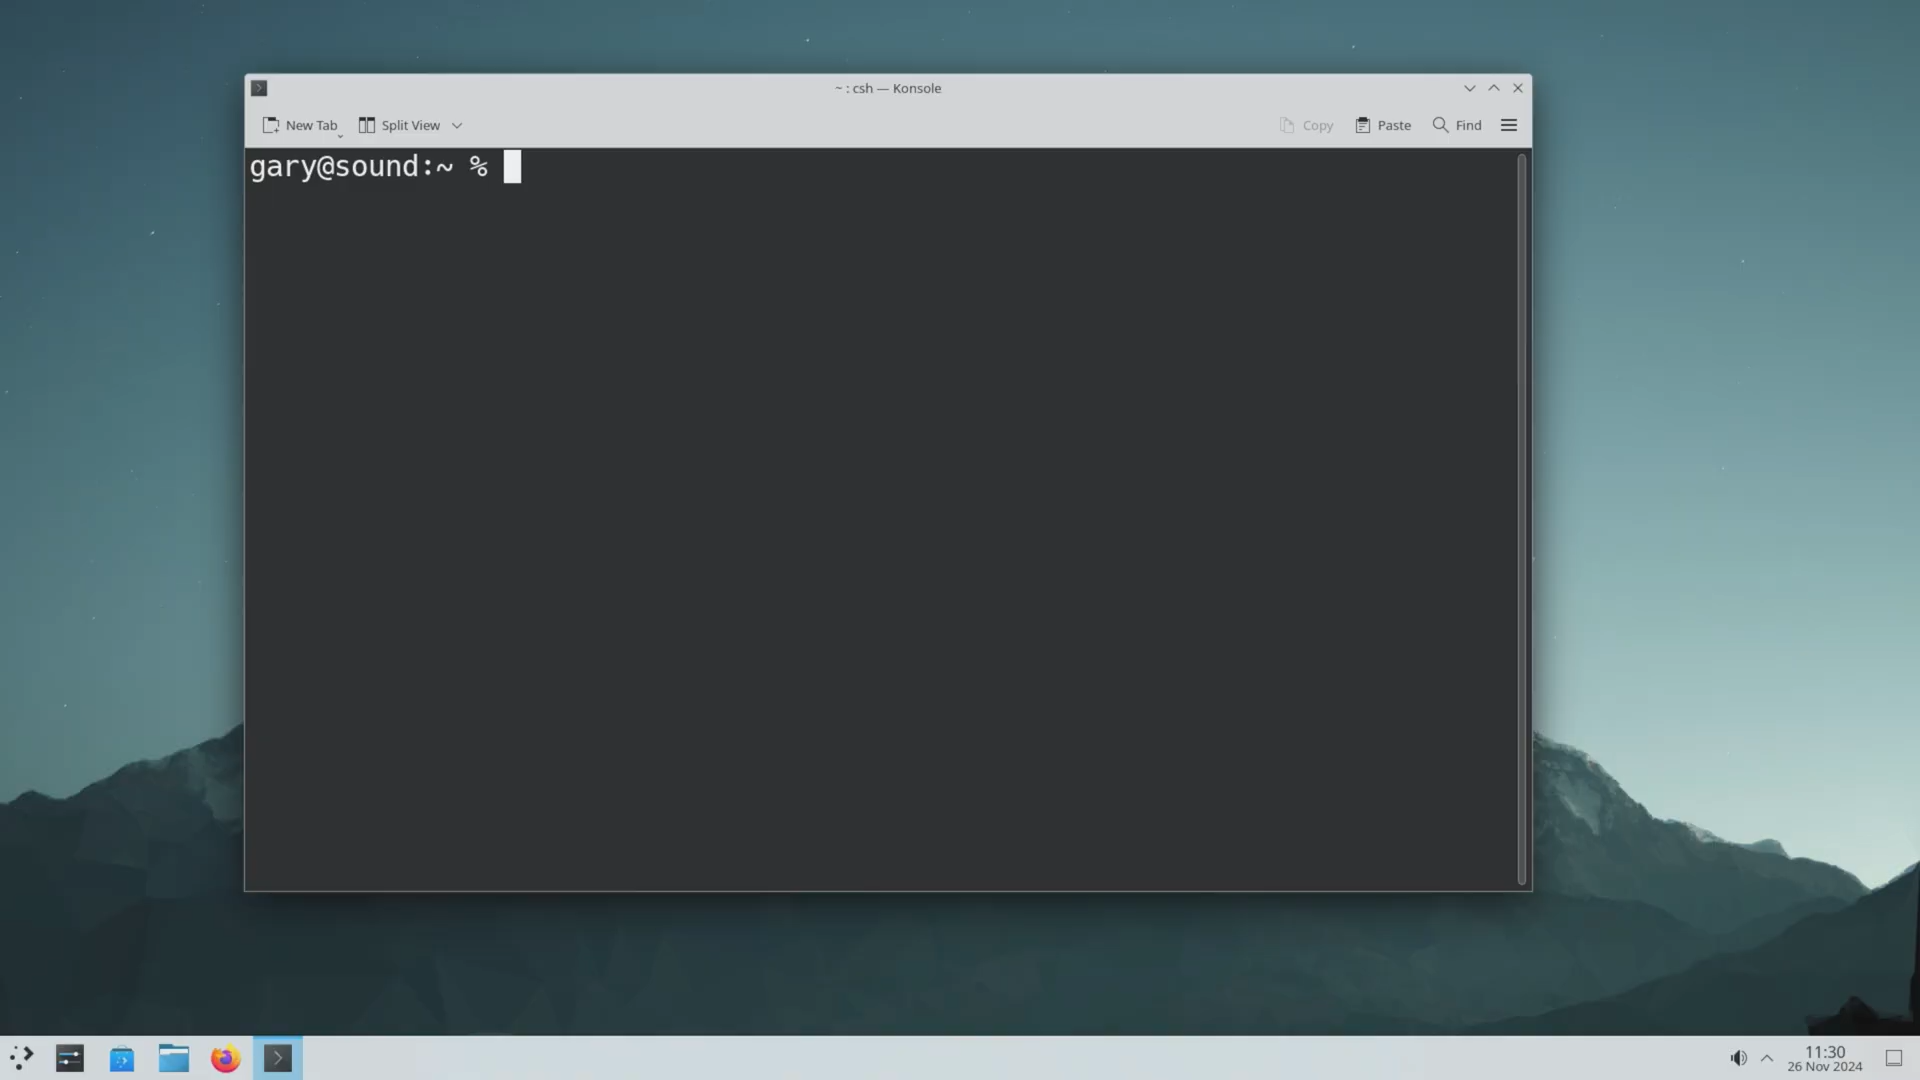 ~ : csh — Konsole
New Tab Split View Copy Paste Find
gary@sound:~ %
11:30
26 Nov 2024